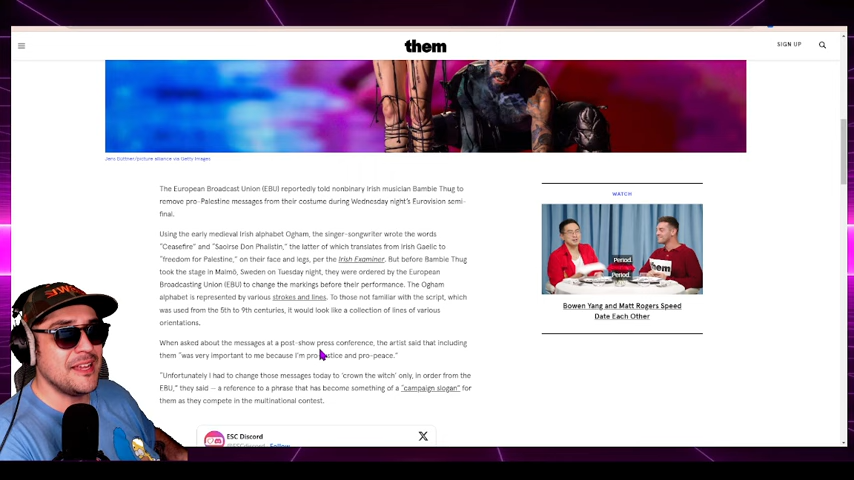 them
SIGN UP
Jens Büttner/picture alliance via Getty Images
The European Broadcast Union (EBU) reportedly told nonbinary Irish musician Bambie Thug to
remove pro-Palestine messages from their costume during Wednesday night's Eurovision semi-
final.
WATCH
Using the early medieval Irish alphabet Ogham, the singer-songwriter wrote the words
"Ceasefire" and "Saoirse Don Phalistin," the latter of which translates from Irish Gaelic to
"freedom for Palestine," on their face and legs, per the Irish Examiner. But before Bambie Thug
took the stage in Malmö, Sweden on Tuesday night, they were ordered by the European
Broadcasting Union (EBU) to change the markings before their performance. The Ogham
alphabet is represented by various strokes and lines. To those not familiar with the script, which
was used from the 5th to 9th centuries, it would look like a collection of lines of various
orientations.
Period.
Period.
them
Bowen Yang and Matt Rogers Speed
Date Each Other
When asked about the messages at a post-show press conference, the artist said that including
them "was very important to me because I'm pro-justice and pro-peace."
"Unfortunately I had to change those messages today to 'crown the witch' only, in order from the
EBU," they said — a reference to a phrase that has become something of a "campaign slogan" for
them as they compete in the multinational contest.
ESC Discord
Follow